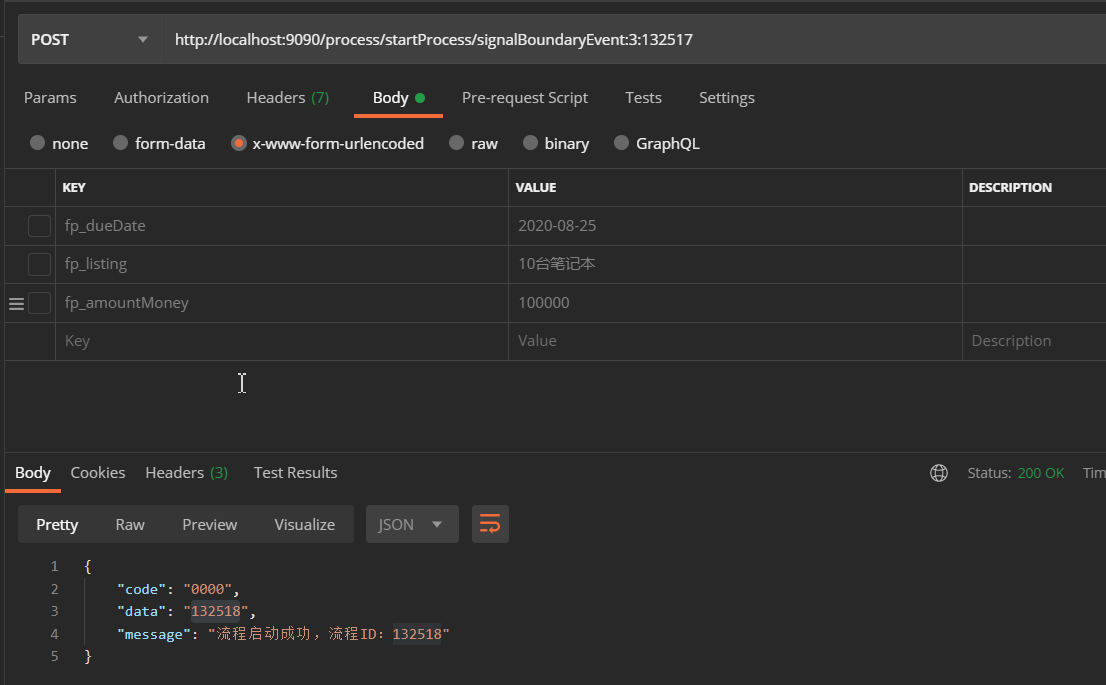 POST http://localhost:9090/process/startProcess/signalBoundaryEvent:3:132517
Params Authorization Headers (7) Body Pre-request Script Tests Settings
none form-data x-www-form-urlencoded raw binary GraphQL
KEY VALUE DESCRIPTION
fp_dueDate 2020-08-25
fp_listing 10台笔记本
fp_amountMoney 100000
Key Value Description
Body Cookies Headers (3) Test Results Status: 200 OK Tim
Pretty Raw Preview Visualize JSON
1 {
2 "code": "0000",
3 "data": "132518",
4 "message": "流程启动成功，流程ID：132518"
5 }